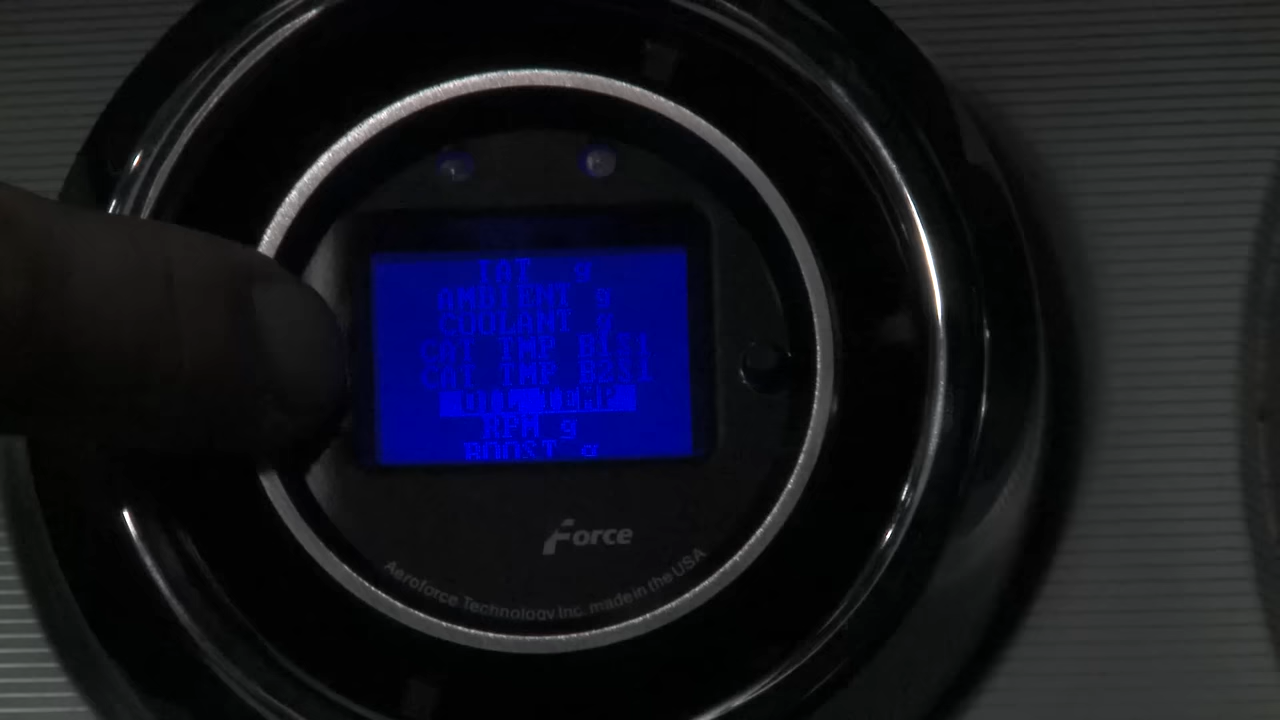 IAT g
AMBIENT g
COOLANT g
CAT TMP B1S1
CAT TMP B2S1
OIL TEMP
RPM g
BOOST g
Force
Aeroforce Technology Inc. made in the USA